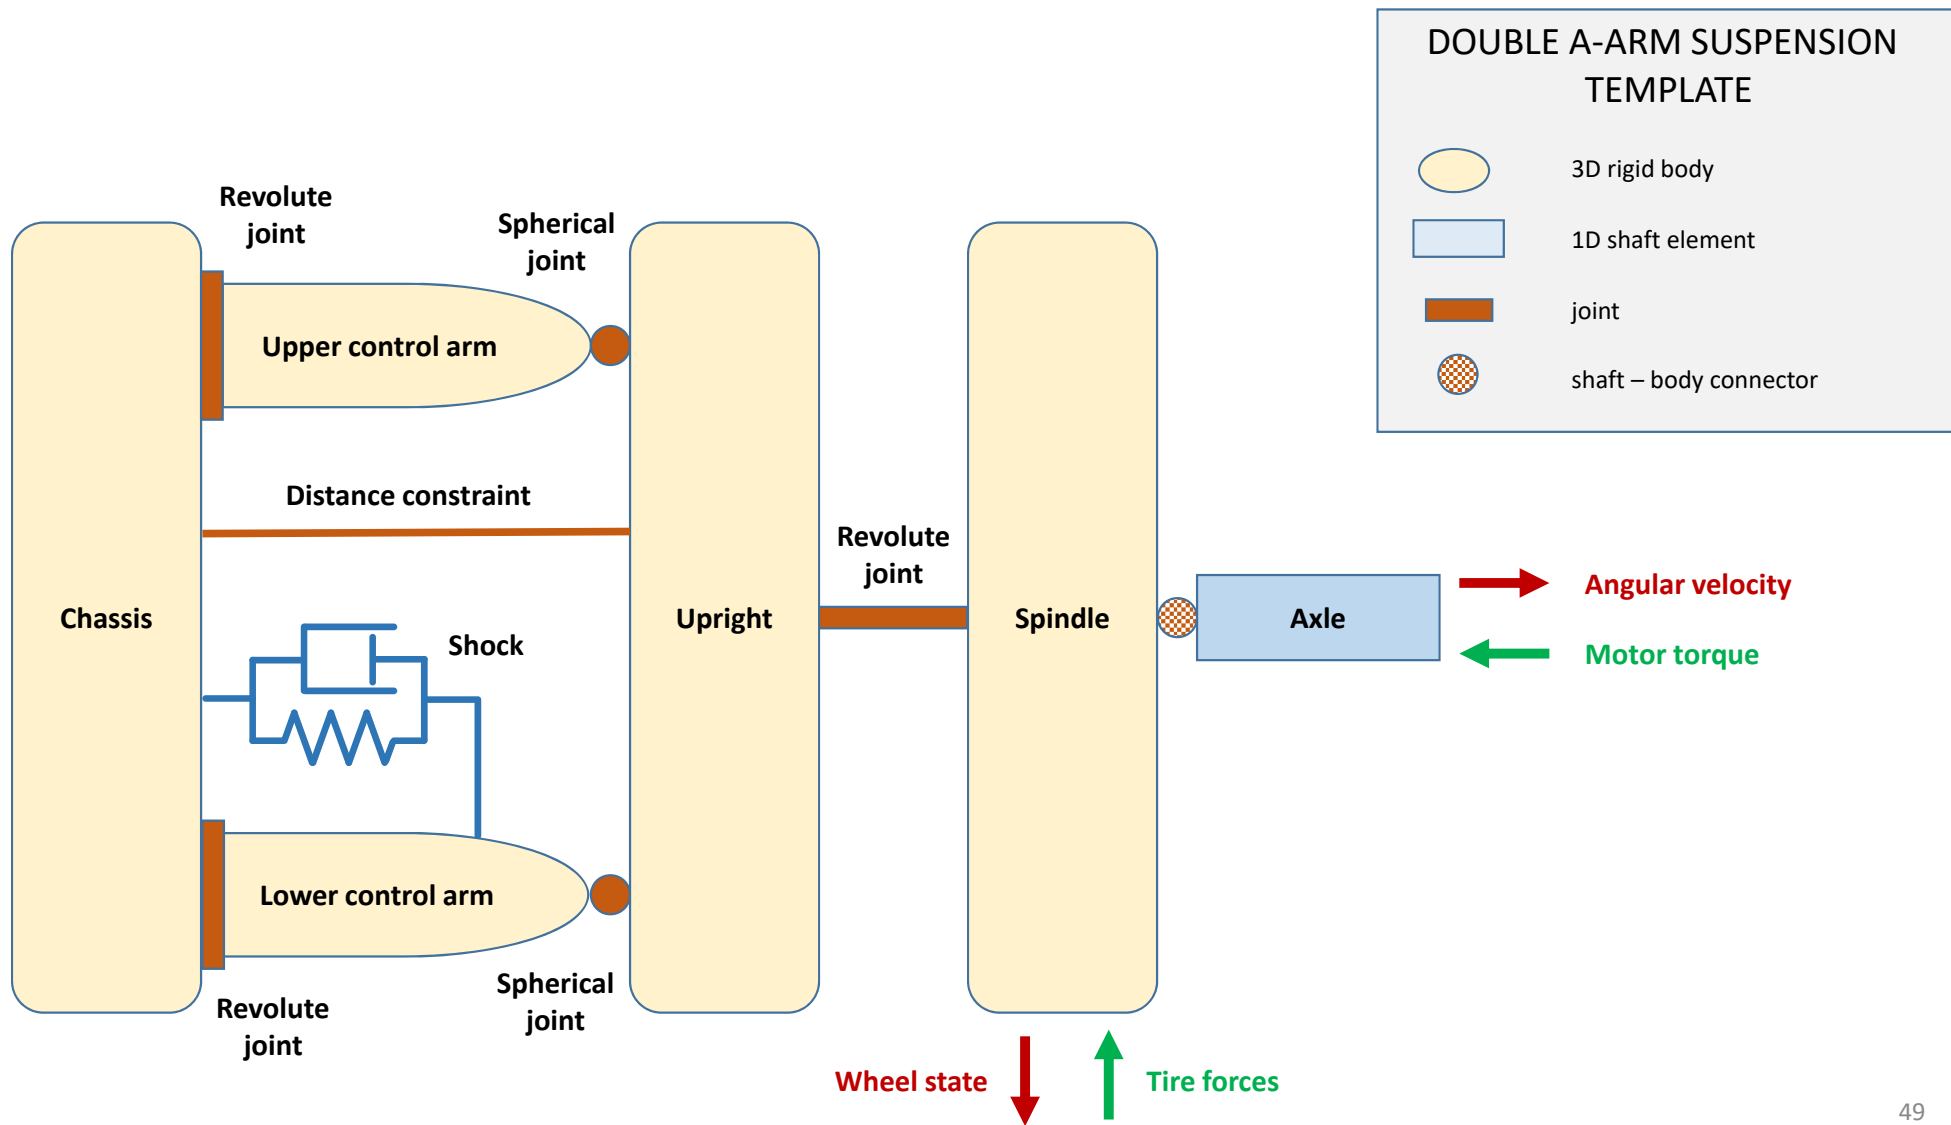 DOUBLE A-ARM SUSPENSION
TEMPLATE
3D rigid body
1D shaft element
joint
shaft – body connector
Revolute
joint
Spherical
joint
Upper control arm
Distance constraint
Revolute
joint
Chassis
Shock
Upright
Spindle
Axle
Angular velocity
Motor torque
Lower control arm
Revolute
joint
Spherical
joint
Wheel state
Tire forces
49